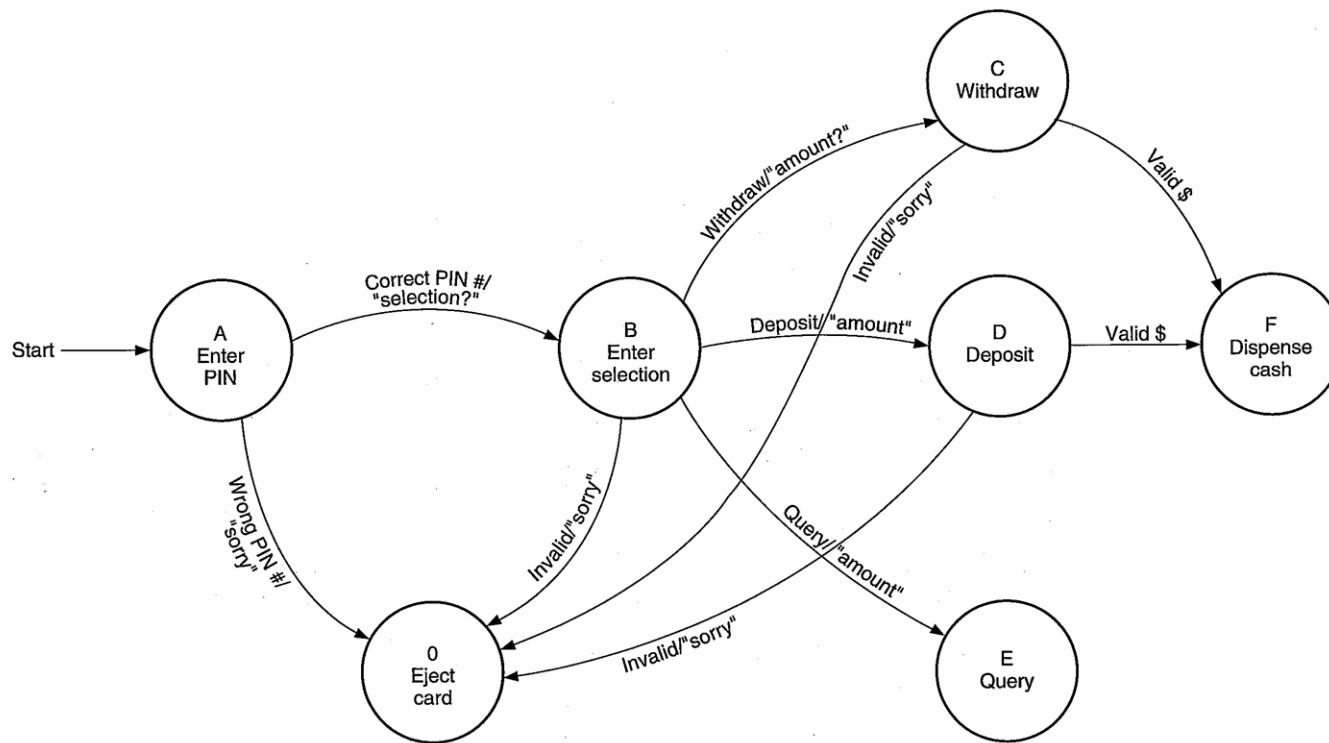 C
Withdraw
Withdraw/"amount?"
Valid $
Invalid/"sorry"
Correct PIN #/
"selection?"
Start
A
Enter
PIN
B
Enter
selection
Deposit/ "amount"
D
Deposit
Valid $
F
Dispense
cash
Wrong PIN #/
"sorry"
Invalid/"sorry"
Query/ "amount"
Invalid/"sorry"
0
Eject
card
E
Query